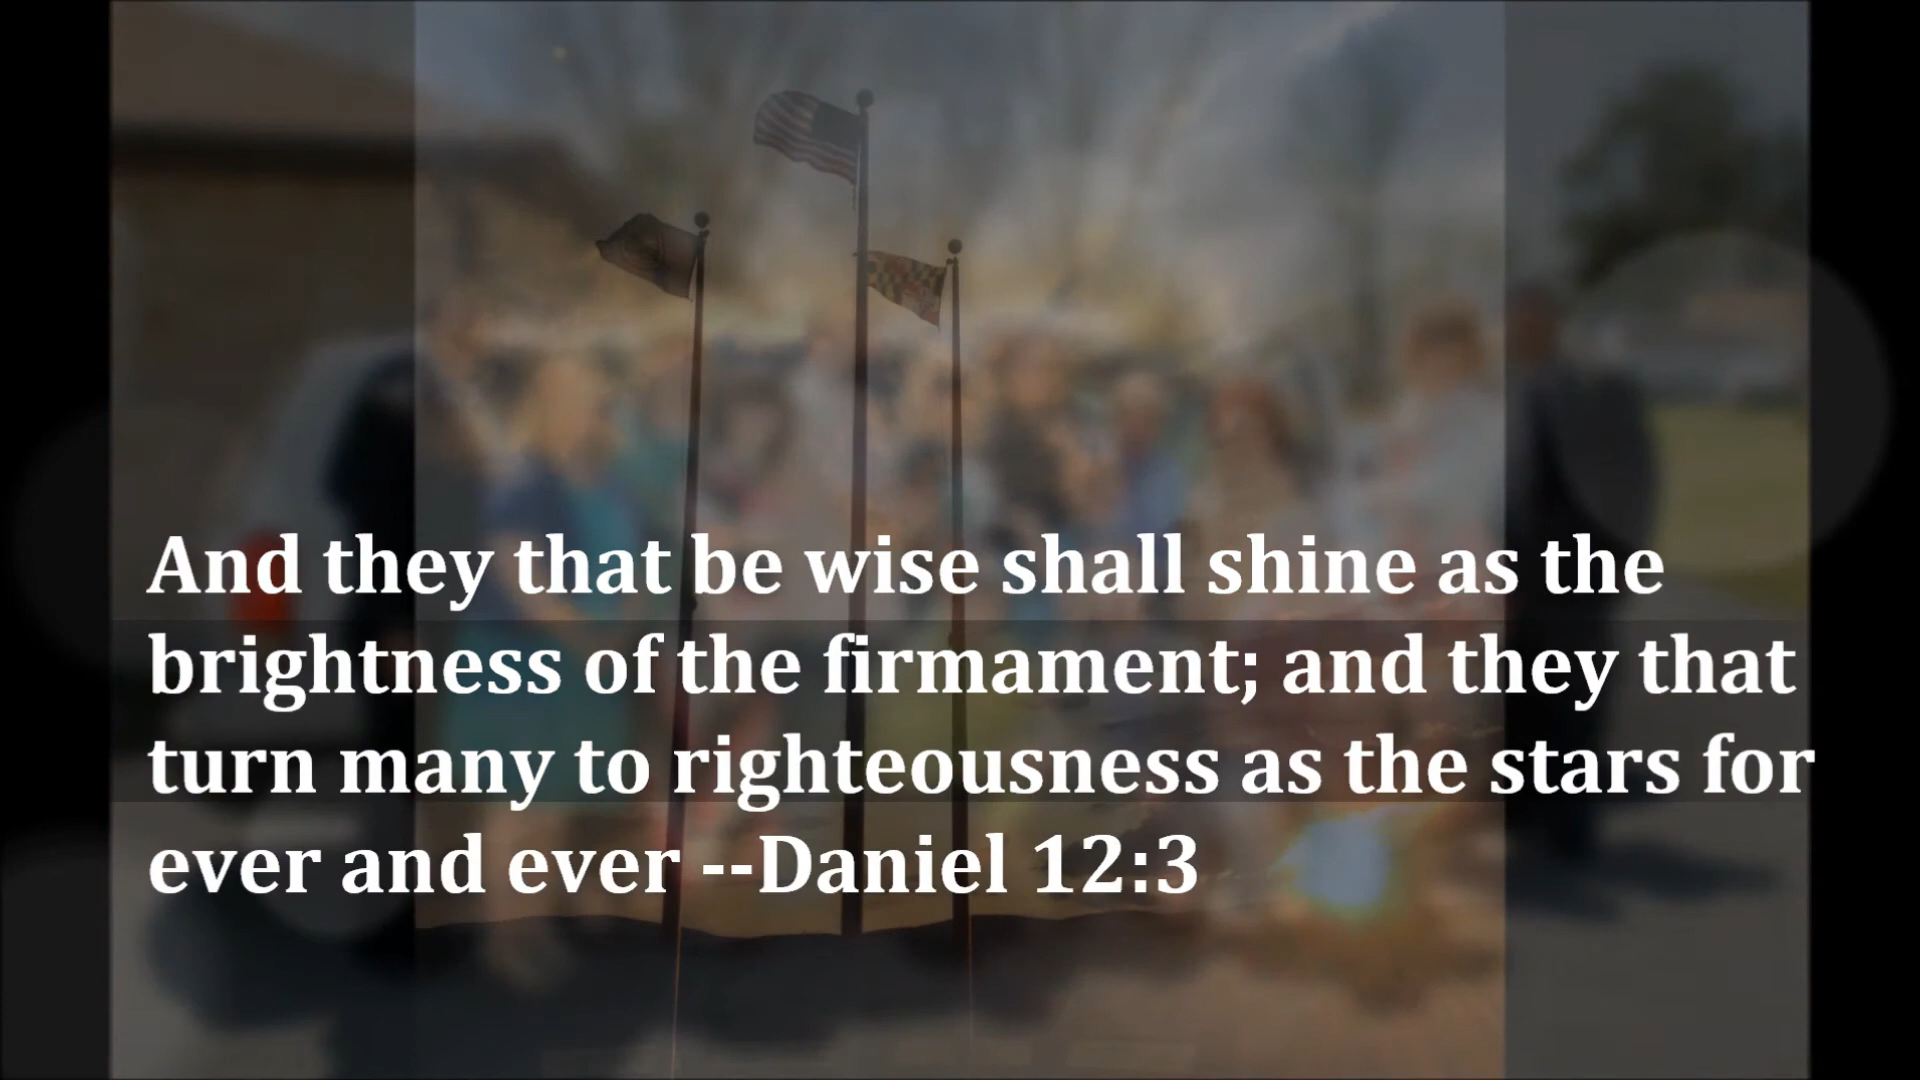 And they that be wise shall shine as the
brightness of the firmament; and they that
turn many to righteousness as the stars for
ever and ever --Daniel 12:3